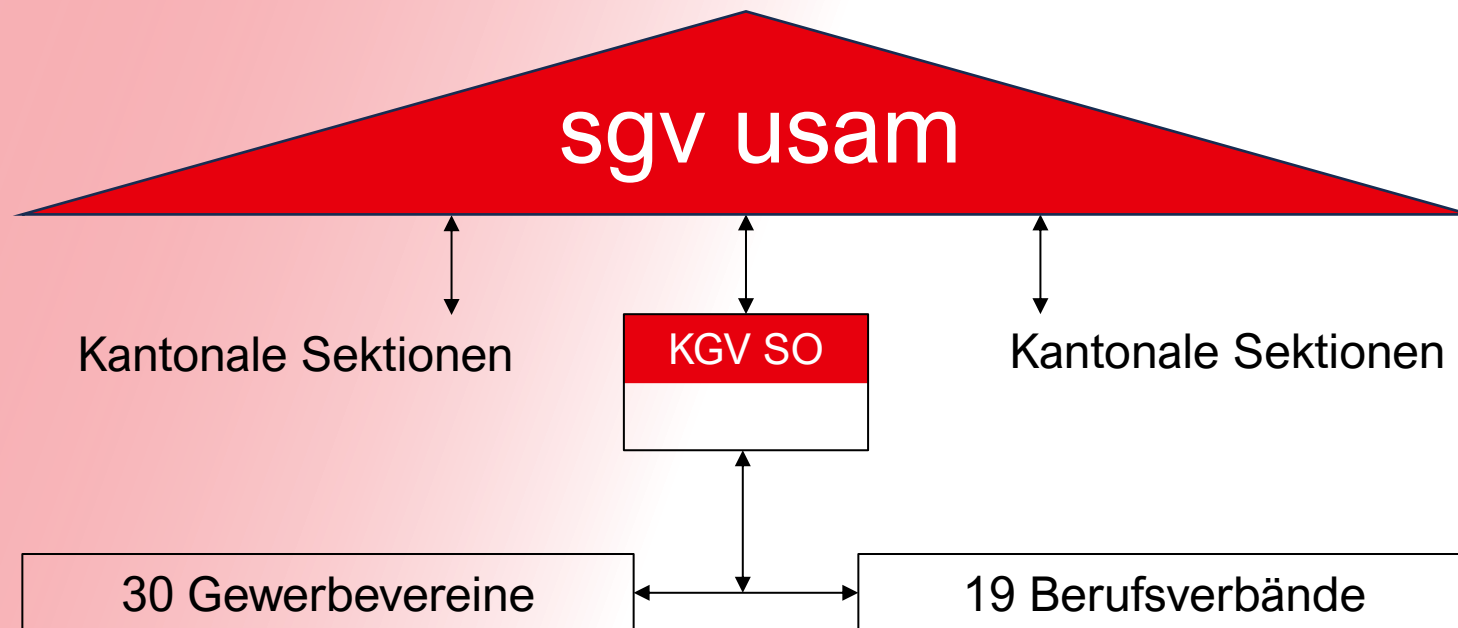 sgv usam
Kantonale Sektionen
KGV SO
Kantonale Sektionen
30 Gewerbevereine
19 Berufsverbände